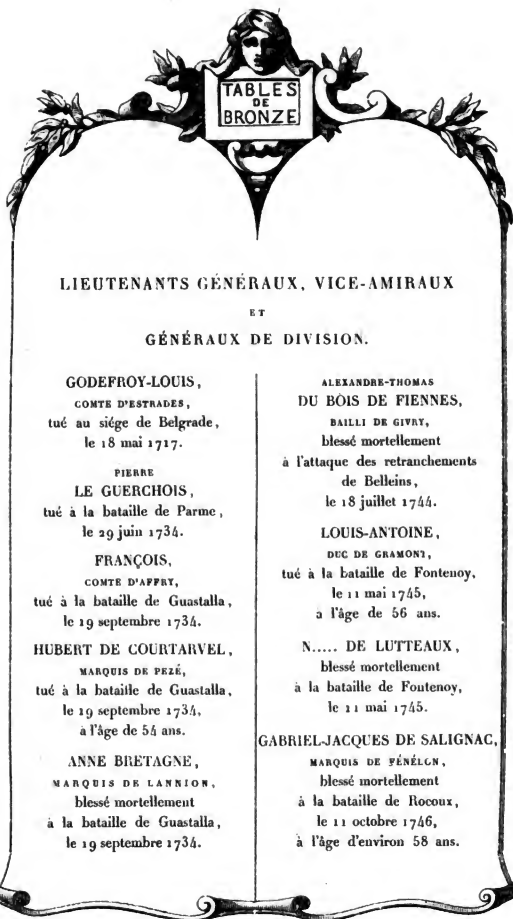 TABLES
DE
BRONZE
LIEUTENANTS GÉNÉRAUX, VICE-AMIRAUX
ET
GÉNÉRAUX DE DIVISION.
GODEFROY-LOUIS,
COMTE D'ESTRADES,
tué au siége de Belgrade,
le 18 mai 1717.
PIERRE
LE GUERCHOIS,
tué à la bataille de Parme,
le 29 juin 1734.
FRANÇOIS,
COMTE D'AFFRY,
tué à la bataille de Guastalla,
le 19 septembre 1734.
HUBERT DE COURTARVEL,
MARQUIS DE PEZÉ,
tué à la bataille de Guastalla,
le 19 septembre 1734,
à l'âge de 54 ans.
ANNE BRETAGNE,
MARQUIS DE LANNION,
blessé mortellement
à la bataille de Guastalla,
le 19 septembre 1734.
ALEXANDRE-THOMAS
DU BOIS DE FIENNES,
BAILLI DE GIVRY,
blessé mortellement
à l'attaque des retranchements
de Belleins,
le 18 juillet 1744.
LOUIS-ANTOINE,
DUC DE GRAMONT,
tué à la bataille de Fontenoy,
le 11 mai 1745,
a l'âge de 56 ans.
N..... DE LUTTEAUX,
blessé mortellement
à la bataille de Fontenoy,
le 11 mai 1745.
GABRIEL-JACQUES DE SALIGNAC,
MARQUIS DE FÉNÉLON,
blessé mortellement
à la bataille de Rocoux,
le 11 octobre 1746,
à l'âge d'environ 58 ans.